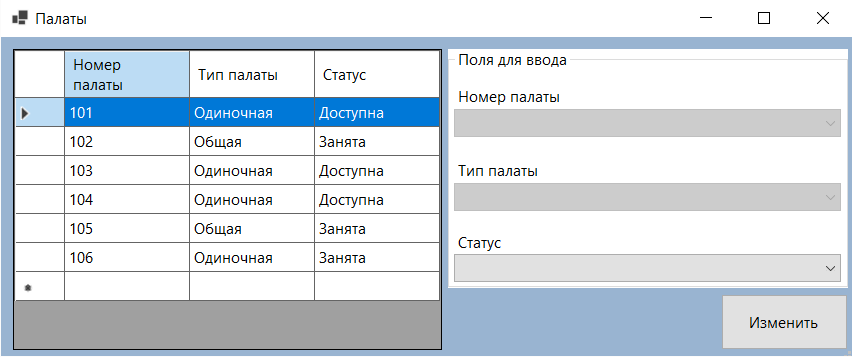 Палаты
Номер палаты Тип палаты Статус
101 Одиночная Доступна
102 Общая Занята
103 Одиночная Доступна
104 Одиночная Доступна
105 Общая Занята
106 Одиночная Занята
Поля для ввода
Номер палаты
Тип палаты
Статус
Изменить